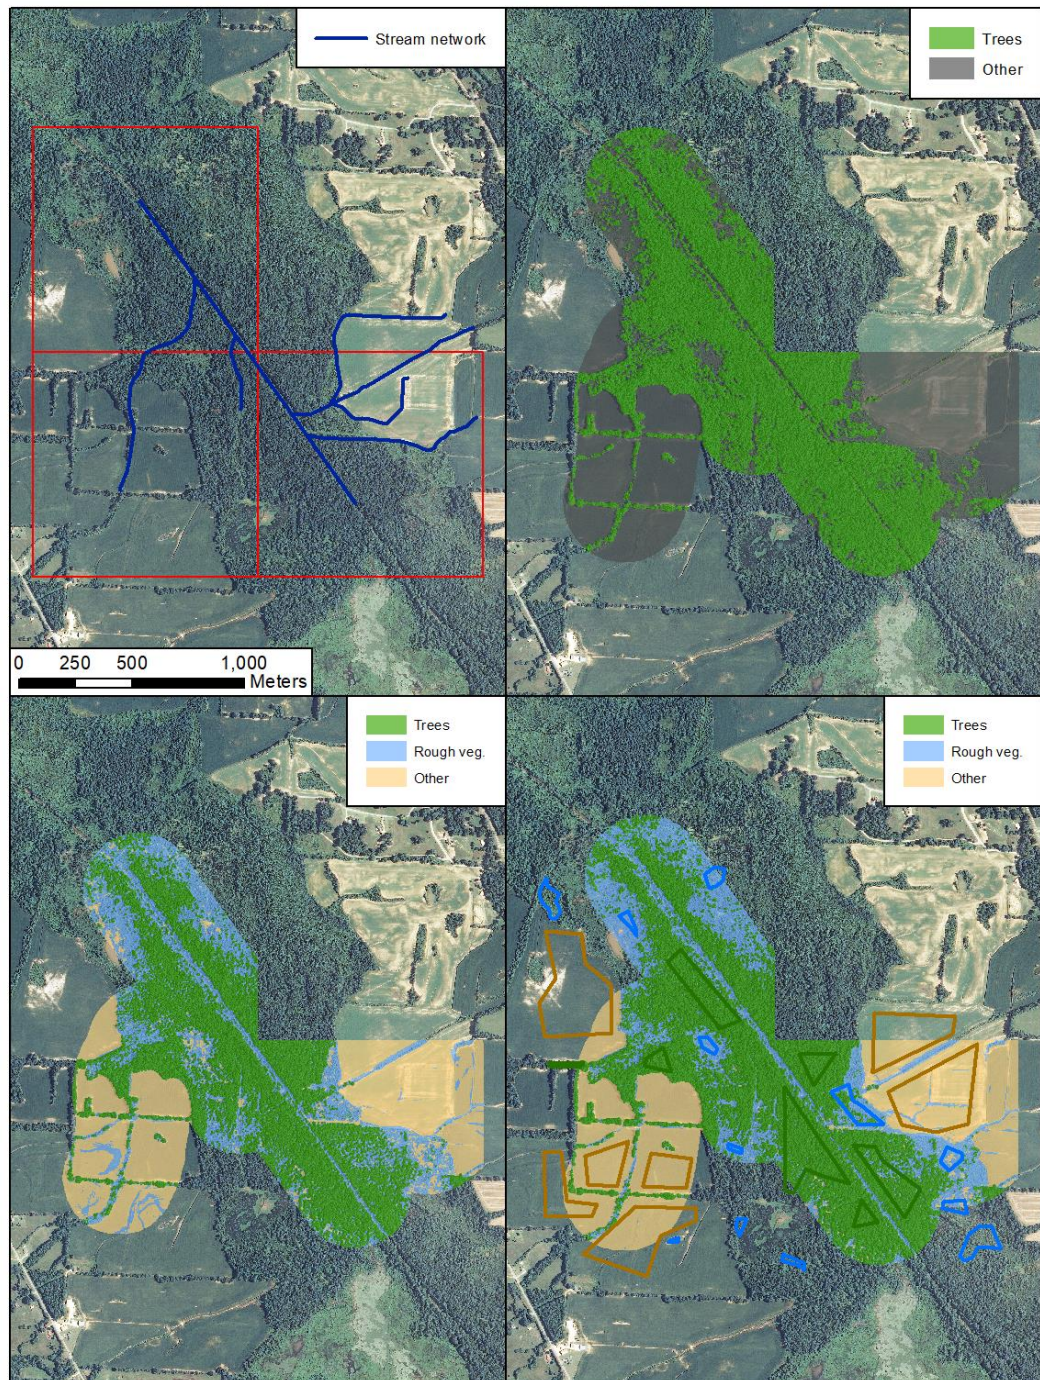 Stream network
Trees
Other
0 250 500 1,000
Meters
Trees
Rough veg.
Other
Trees
Rough veg.
Other